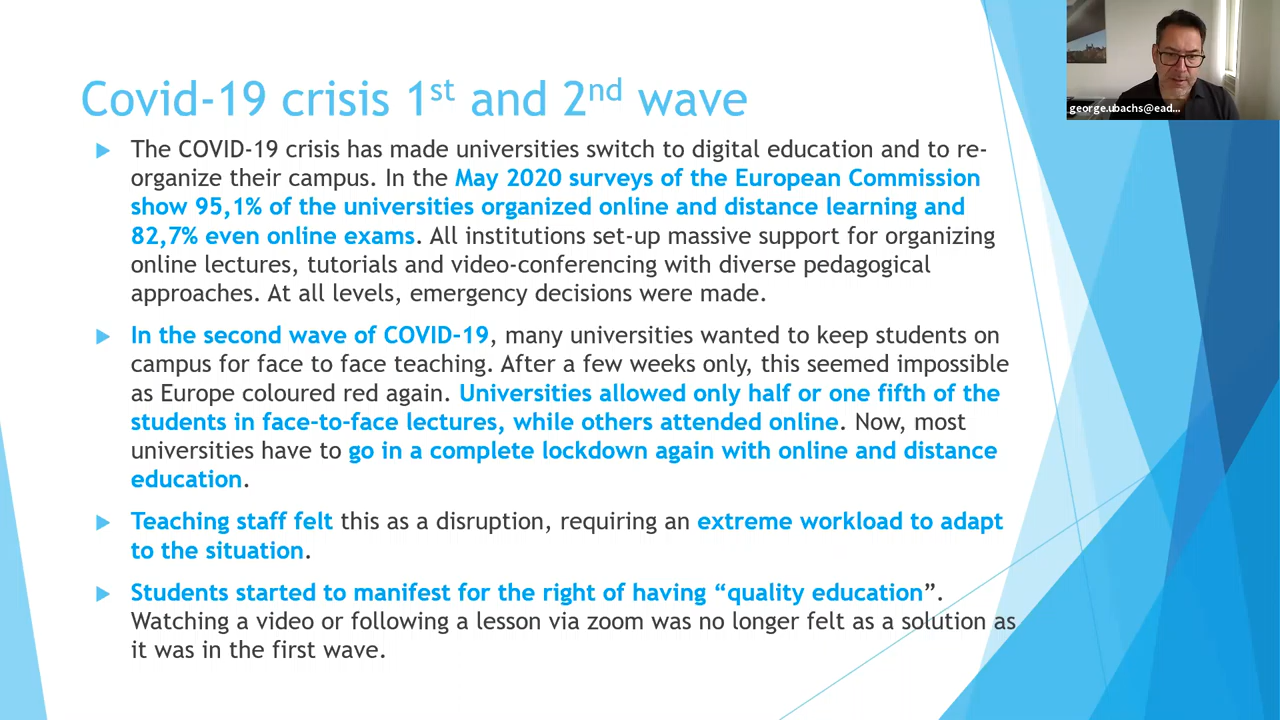 Covid-19 crisis 1st and 2nd wave
george.ubachs@ead...
The COVID-19 crisis has made universities switch to digital education and to re-
organize their campus. In the May 2020 surveys of the European Commission
show 95,1% of the universities organized online and distance learning and
82,7% even online exams. All institutions set-up massive support for organizing
online lectures, tutorials and video-conferencing with diverse pedagogical
approaches. At all levels, emergency decisions were made.
In the second wave of COVID-19, many universities wanted to keep students on
campus for face to face teaching. After a few weeks only, this seemed impossible
as Europe coloured red again. Universities allowed only half or one fifth of the
students in face-to-face lectures, while others attended online. Now, most
universities have to go in a complete lockdown again with online and distance
education.
Teaching staff felt this as a disruption, requiring an extreme workload to adapt
to the situation.
Students started to manifest for the right of having “quality education”.
Watching a video or following a lesson via zoom was no longer felt as a solution as
it was in the first wave.